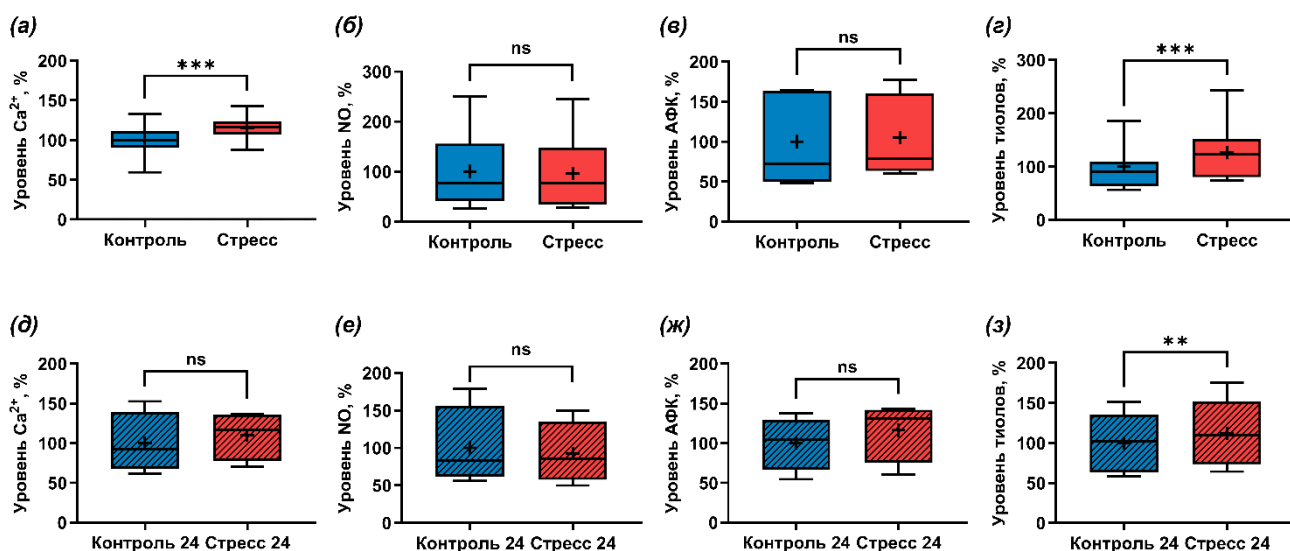 (а)
Уровень Ca²⁺, %
200
150
100
50
0
***
Контроль Стресс
(б)
Уровень NO, %
300
200
100
0
ns
Контроль Стресс
(в)
Уровень АФК, %
200
150
100
50
0
ns
Контроль Стресс
(г)
Уровень тиолов, %
300
200
100
0
***
Контроль Стресс
(д)
Уровень Ca²⁺, %
200
150
100
50
0
ns
Контроль 24 Стресс 24
(е)
Уровень NO, %
200
150
100
50
0
ns
Контроль 24 Стресс 24
(ж)
Уровень АФК, %
200
150
100
50
0
ns
Контроль 24 Стресс 24
(з)
Уровень тиолов, %
200
150
100
50
0
**
Контроль 24 Стресс 24